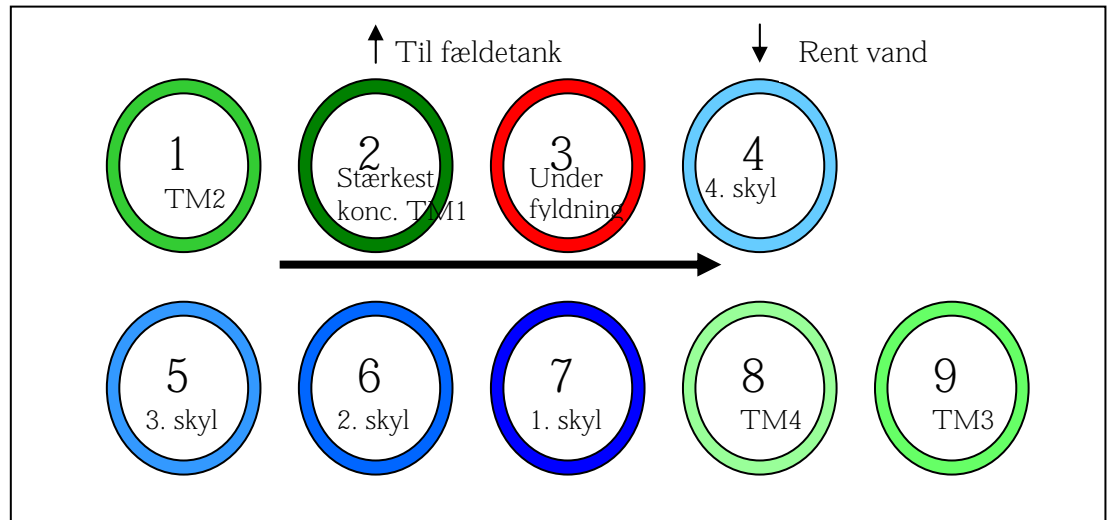 Til fældetank
Rent vand
1
TM2
2
Stærkest
konc. TM1
3
Under
fyldning
4
4. skyl
5
3. skyl
6
2. skyl
7
1. skyl
8
TM4
9
TM3